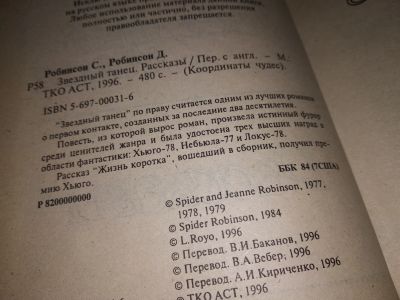 на русском языке
Любое использование материала данной книги,
полностью или частично, без разрешения
правообладателя запрещается.
Робинсон С., Робинсон Д.
Р58 Звездный танец. Рассказы / Пер. с англ. – М.:
ТКО АСТ, 1996. – 480 с. – (Координаты чудес).
ISBN 5-697-00031-6
"Звездный танец" по праву считается одним из лучших романов
о первом контакте, созданных за последние два десятилетия.
Повесть, из которой вырос роман, произвела истинный фурор
среди ценителей жанра и была удостоена трех высших наград в
области фантастики: Хьюго-78, Небьюла-77 и Локус-78.
Рассказ "Жизнь коротка", вошедший в сборник, получил пре-
мию Хьюго.
Р 8200000000
ББК 84 (7США)
© Spider and Jeanne Robinson, 1977,
1978, 1979
© Spider Robinson, 1984
© L.Royo, 1996
© Перевод. В.И.Баканов, 1996
© Перевод. В.А.Вебер, 1996
© Перевод. А.И.Кириченко, 1996
© ТКО АСТ, 1996